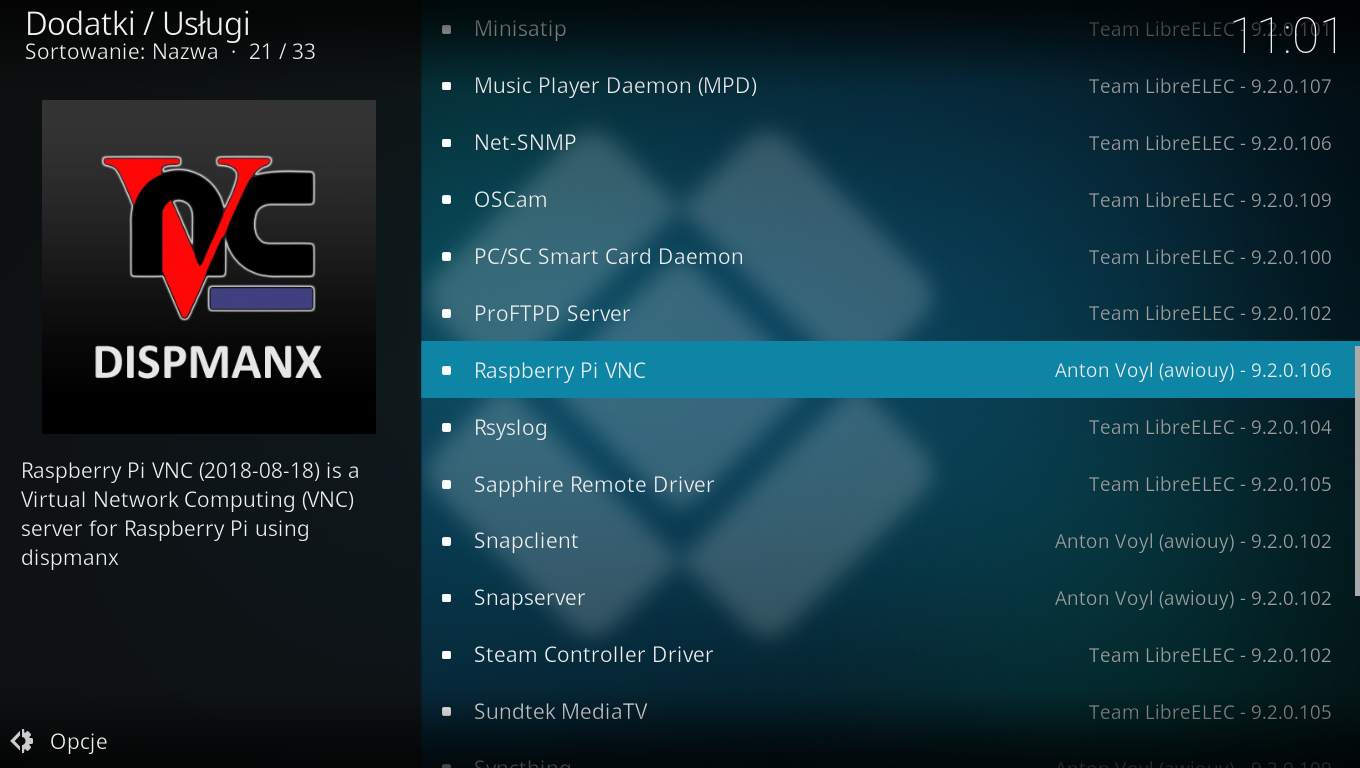 Dodatki / Usługi
Sortowanie: Nazwa · 21 / 33
11:01
VNC
DISPMANX
Raspberry Pi VNC (2018-08-18) is a
Virtual Network Computing (VNC)
server for Raspberry Pi using
dispmanx
Minisatip Team LibreELEC - 9.2.0.101
Music Player Daemon (MPD) Team LibreELEC - 9.2.0.107
Net-SNMP Team LibreELEC - 9.2.0.106
OSCam Team LibreELEC - 9.2.0.109
PC/SC Smart Card Daemon Team LibreELEC - 9.2.0.100
ProFTPD Server Team LibreELEC - 9.2.0.102
Raspberry Pi VNC Anton Voyl (awiouy) - 9.2.0.106
Rsyslog Team LibreELEC - 9.2.0.104
Sapphire Remote Driver Team LibreELEC - 9.2.0.105
Snapclient Anton Voyl (awiouy) - 9.2.0.102
Snapserver Anton Voyl (awiouy) - 9.2.0.102
Steam Controller Driver Team LibreELEC - 9.2.0.102
Sundtek MediaTV Team LibreELEC - 9.2.0.105
Syncthing Anton Voyl (awiouy)
Opcje